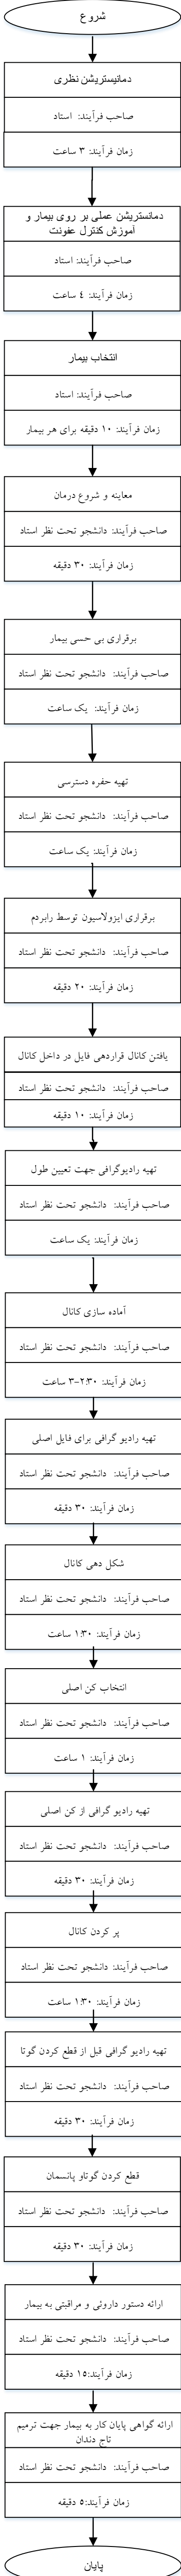 شروع
دمانیستریشن نظری
صاحب فرآیند: استاد
زمان فرآیند: ۳ ساعت
دمانستریشن عملی بر روی بیمار و
آموزش کنترل عفونت
صاحب فرآیند: استاد
زمان فرآیند: ٤ ساعت
انتخاب بیمار
صاحب فرآیند: استاد
زمان فرآیند: ۱۰ دقیقه برای هر بیمار
معاینه و شروع درمان
صاحب فرآیند: دانشجو تحت نظر استاد
زمان فرآیند: ۳۰ دقیقه
برقراری بی حسی بیمار
صاحب فرآیند: دانشجو تحت نظر استاد
زمان فرآیند: یک ساعت
تهیه حفره دسترسی
صاحب فرآیند: دانشجو تحت نظر استاد
زمان فرآیند: یک ساعت
برقراری ایزولاسیون توسط رابردم
صاحب فرآیند: دانشجو تحت نظر استاد
زمان فرآیند: ۲۰ دقیقه
یافتن کانال قراردهی فایل در داخل کانال
صاحب فرآیند: دانشجو تحت نظر استاد
زمان فرآیند: ۱۰ دقیقه
تهیه رادیوگرافی جهت تعیین طول
صاحب فرآیند: دانشجو تحت نظر استاد
زمان فرآیند: یک ساعت
آماده سازی کانال
صاحب فرآیند: دانشجو تحت نظر استاد
زمان فرآیند: ۲:۳۰-۳ ساعت
تهیه رادیو گرافی برای فایل اصلی
صاحب فرآیند: دانشجو تحت نظر استاد
زمان فرآیند: ۳۰ دقیقه
شکل دهی کانال
صاحب فرآیند: دانشجو تحت نظر استاد
زمان فرآیند: ۱:۳۰ ساعت
انتخاب کن اصلی
صاحب فرآیند: دانشجو تحت نظر استاد
زمان فرآیند: ۱ ساعت
تهیه رادیو گرافی از کن اصلی
صاحب فرآیند: دانشجو تحت نظر استاد
زمان فرآیند: ۳۰ دقیقه
پر کردن کانال
صاحب فرآیند: دانشجو تحت نظر استاد
زمان فرآیند: ۱:۳۰ ساعت
تهیه رادیو گرافی قبل از قطع کردن گوتا
صاحب فرآیند: دانشجو تحت نظر استاد
زمان فرآیند: ۳۰ دقیقه
قطع کردن گوتاو پانسمان
صاحب فرآیند: دانشجو تحت نظر استاد
زمان فرآیند: ۳۰ دقیقه
ارائه دستور داروئی و مراقبتی به بیمار
صاحب فرآیند: دانشجو تحت نظر استاد
زمان فرآیند:۱۵ دقیقه
ارائه گواهی پایان کار به بیمار جهت ترمیم
تاج دندان
صاحب فرآیند: دانشجو تحت نظر استاد
زمان فرآیند:۵ دقیقه
پایان